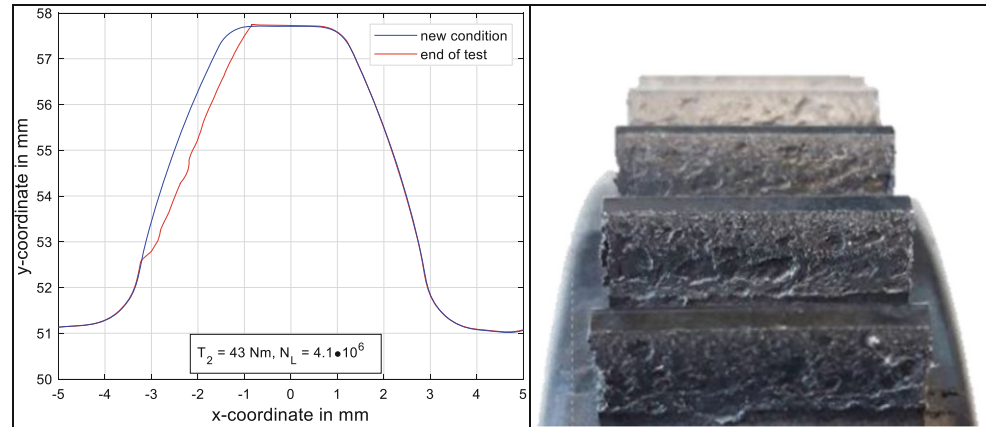 58
57
56
55
54
53
52
51
50
y-coordinate in mm
new condition
end of test
T2 = 43 Nm, NL = 4.1•10^6
-5 -4 -3 -2 -1 0 1 2 3 4 5
x-coordinate in mm